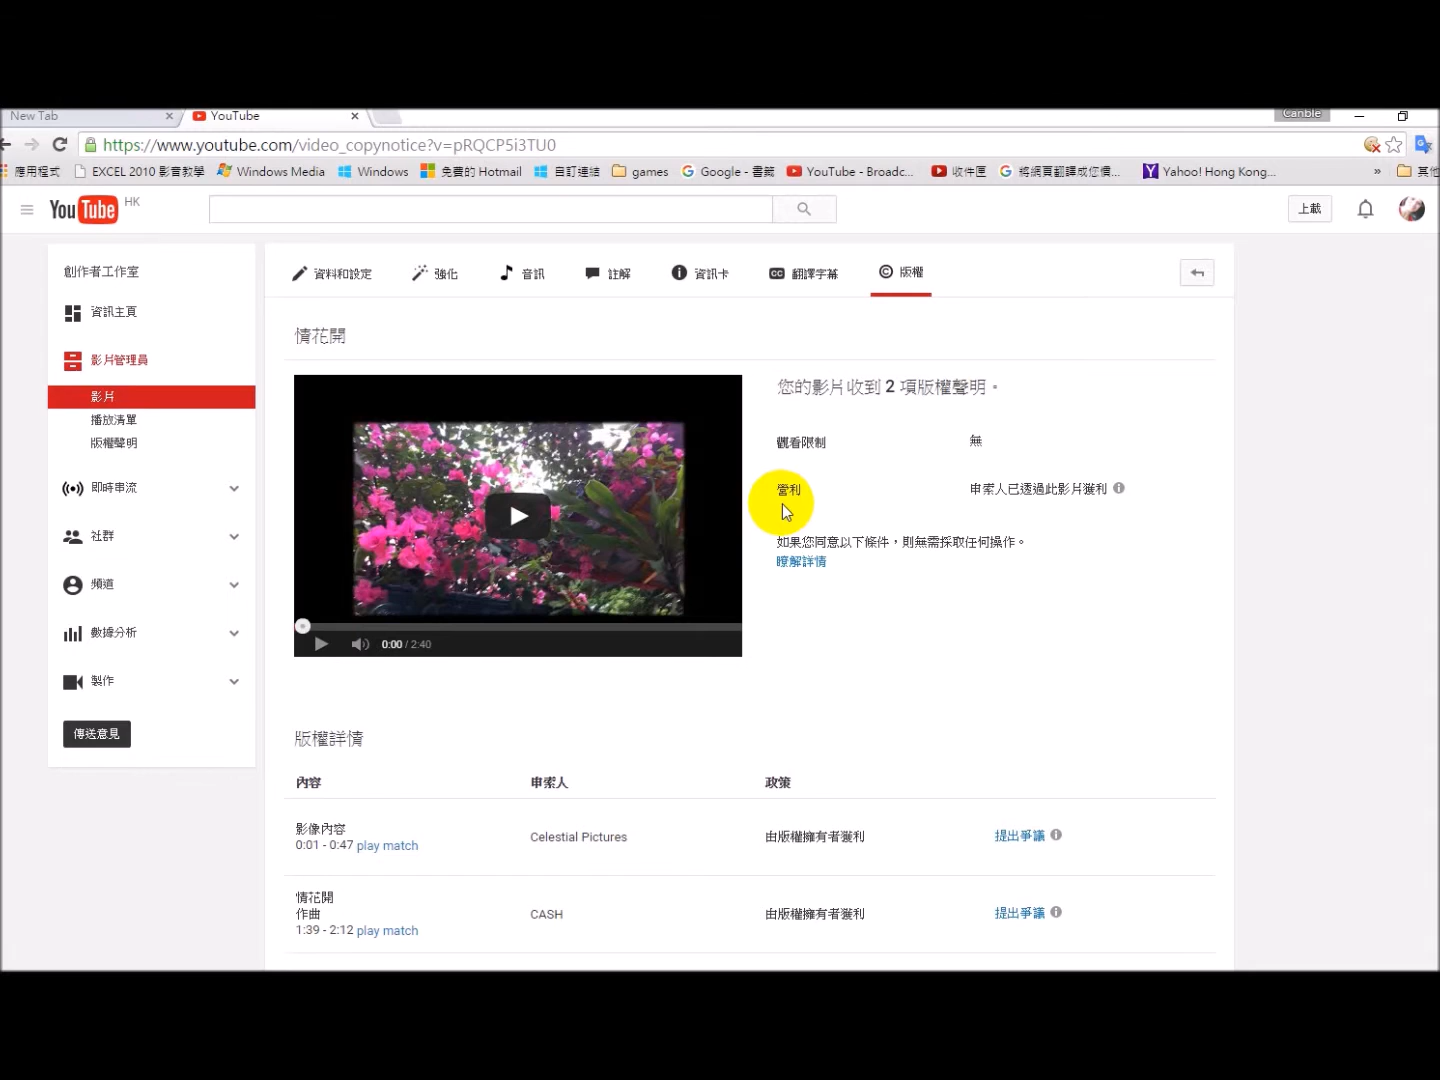 New Tab
YouTube
Canble
https://www.youtube.com/video_copynotice?v=pRQCP5i3TU0
應用程式
EXCEL 2010 影音教學
Windows Media
Windows
免費的 Hotmail
自訂連結
games
Google - 書籤
YouTube - Broadc...
收件匣
將網頁翻譯成您慣...
Yahoo! Hong Kong...
»
其他
YouTube HK
上載
創作者工作室
資訊主頁
影片管理員
影片
播放清單
版權聲明
即時串流
社群
頻道
數據分析
製作
傳送意見
資料和設定
強化
音訊
註解
資訊卡
CC 翻譯字幕
© 版權
情花開
您的影片收到 2 項版權聲明。
觀看限制
無
營利
申索人已透過此影片獲利
如果您同意以下條件，則無需採取任何操作。
瞭解詳情
0:00 / 2:40
版權詳情
內容
申索人
政策
影像內容
0:01 - 0:47 play match
Celestial Pictures
由版權擁有者獲利
提出爭議
情花開
作曲
1:39 - 2:12 play match
CASH
由版權擁有者獲利
提出爭議